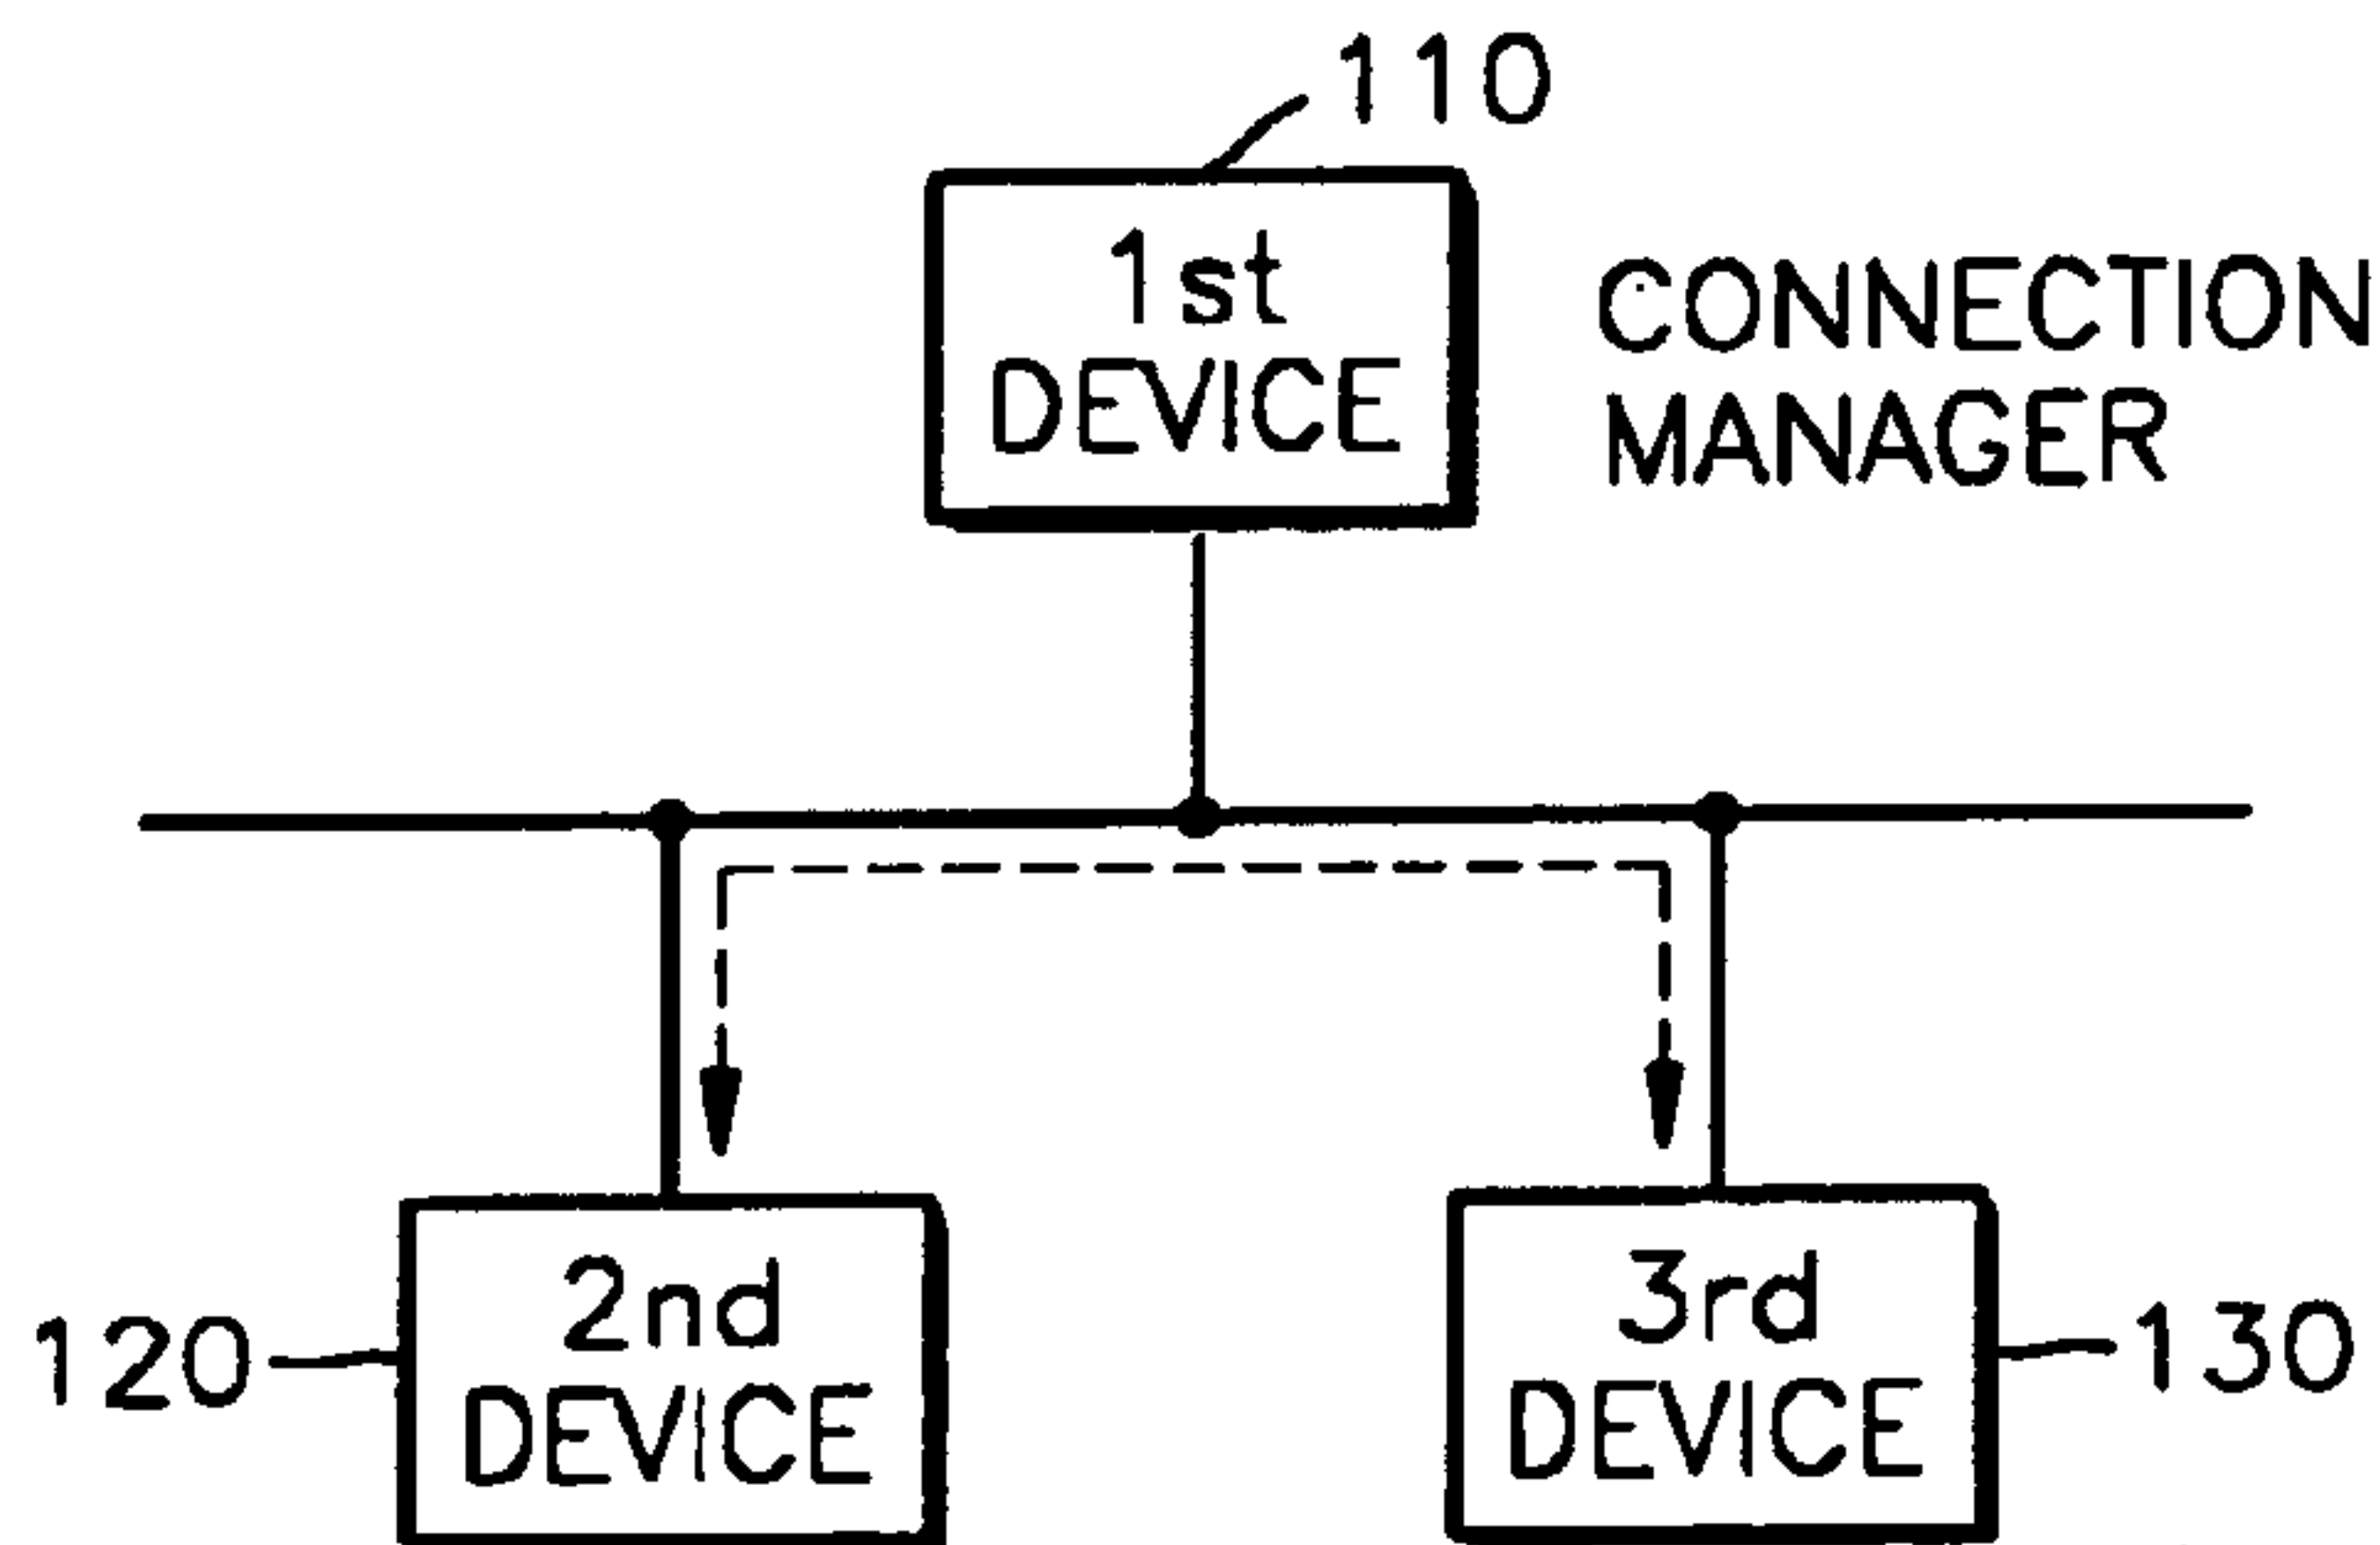 110
1st
DEVICE
CONNECTION
MANAGER
2nd
DEVICE
120
3rd
DEVICE
130